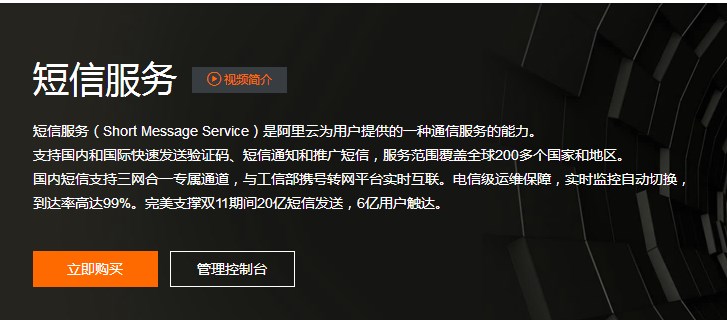 短信服务
视频简介
短信服务（Short Message Service）是阿里云为用户提供的一种通信服务的能力。
支持国内和国际快速发送验证码、短信通知和推广短信，服务范围覆盖全球200多个国家和地区。
国内短信支持三网合一专属通道，与工信部携号转网平台实时互联。电信级运维保障，实时监控自动切换，
到达率高达99%。完美支撑双11期间20亿短信发送，6亿用户触达。
立即购买
管理控制台